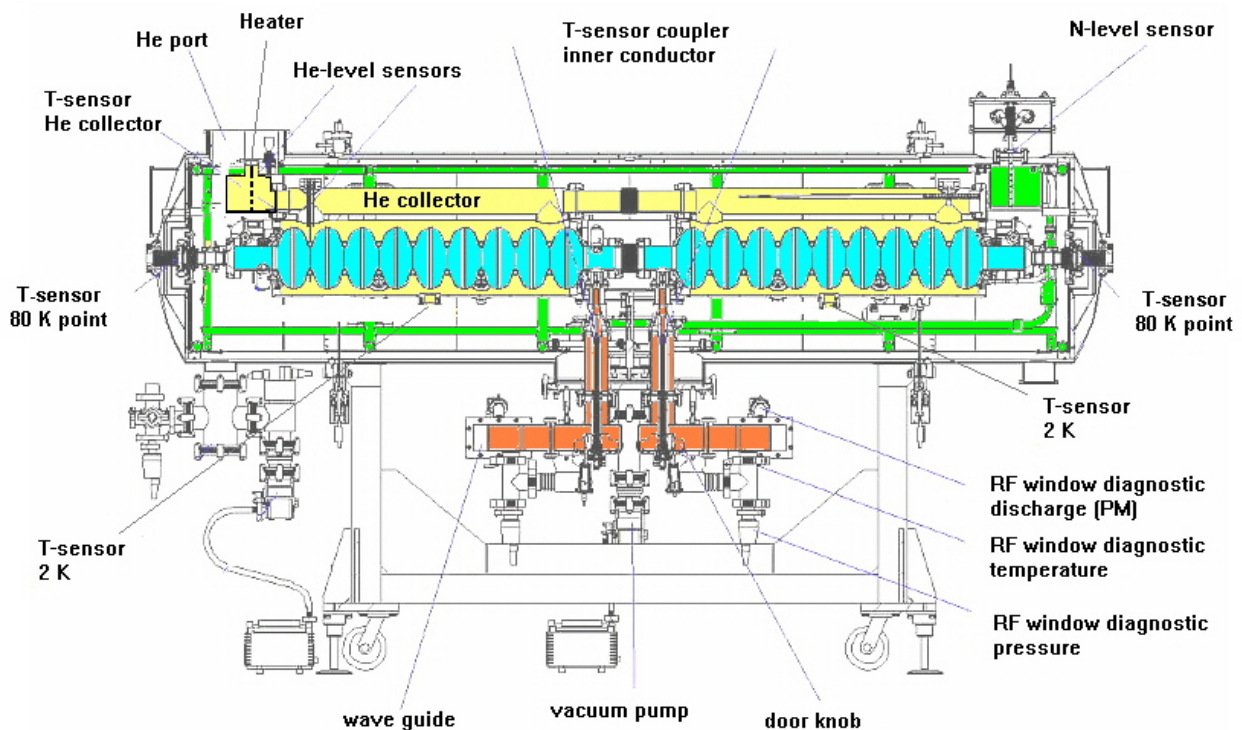 Heater
He port
He-level sensors
T-sensor
He collector
T-sensor coupler
inner conductor
N-level sensor
He collector
T-sensor
80 K point
T-sensor
80 K point
T-sensor
2 K
T-sensor
2 K
RF window diagnostic
discharge (PM)
RF window diagnostic
temperature
RF window diagnostic
pressure
wave guide
vacuum pump
door knob